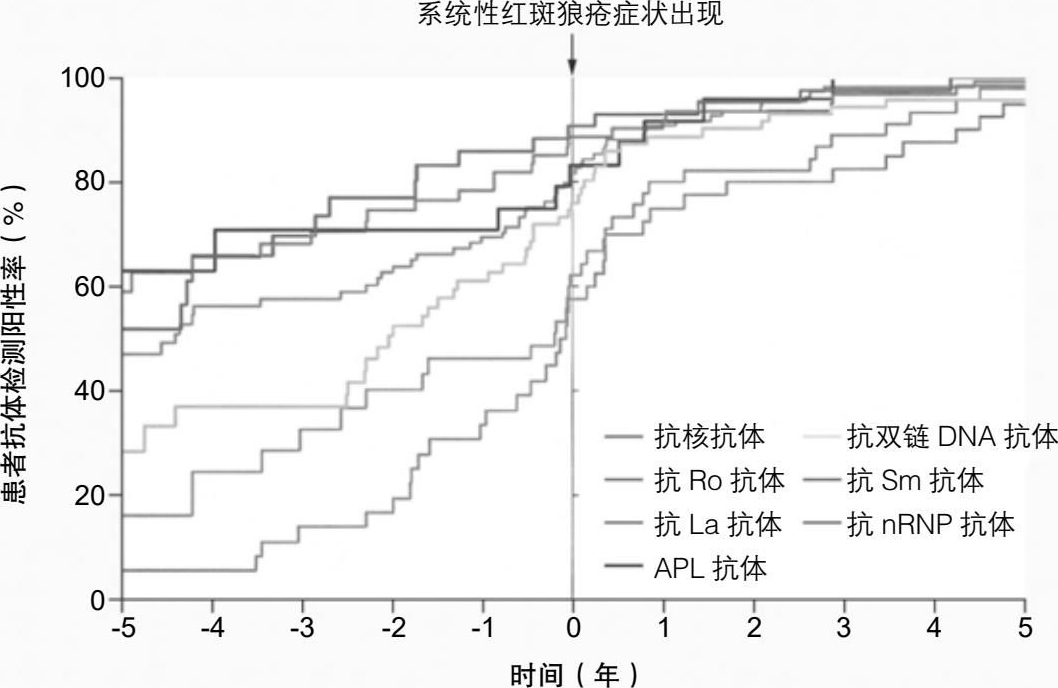 系统性红斑狼疮症状出现
患者抗体检测阳性率（%）
100
80
60
40
20
0
-5 -4 -3 -2 -1 0 1 2 3 4 5
时间（年）
抗核抗体 抗双链 DNA 抗体
抗 Ro 抗体 抗 Sm 抗体
抗 La 抗体 抗 nRNP 抗体
APL 抗体